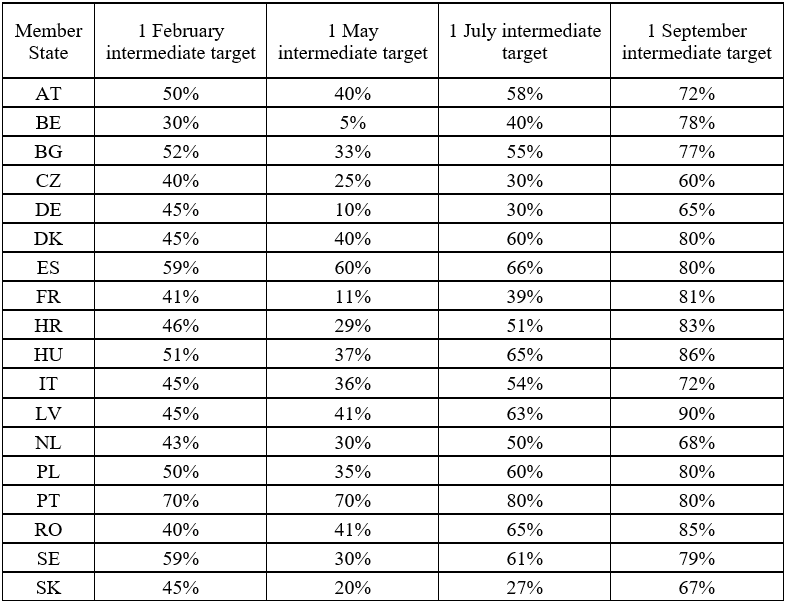 Member State 1 February intermediate target 1 May intermediate target 1 July intermediate target 1 September intermediate target
AT 50% 40% 58% 72%
BE 30% 5% 40% 78%
BG 52% 33% 55% 77%
CZ 40% 25% 30% 60%
DE 45% 10% 30% 65%
DK 45% 40% 60% 80%
ES 59% 60% 66% 80%
FR 41% 11% 39% 81%
HR 46% 29% 51% 83%
HU 51% 37% 65% 86%
IT 45% 36% 54% 72%
LV 45% 41% 63% 90%
NL 43% 30% 50% 68%
PL 50% 35% 60% 80%
PT 70% 70% 80% 80%
RO 40% 41% 65% 85%
SE 59% 30% 61% 79%
SK 45% 20% 27% 67%